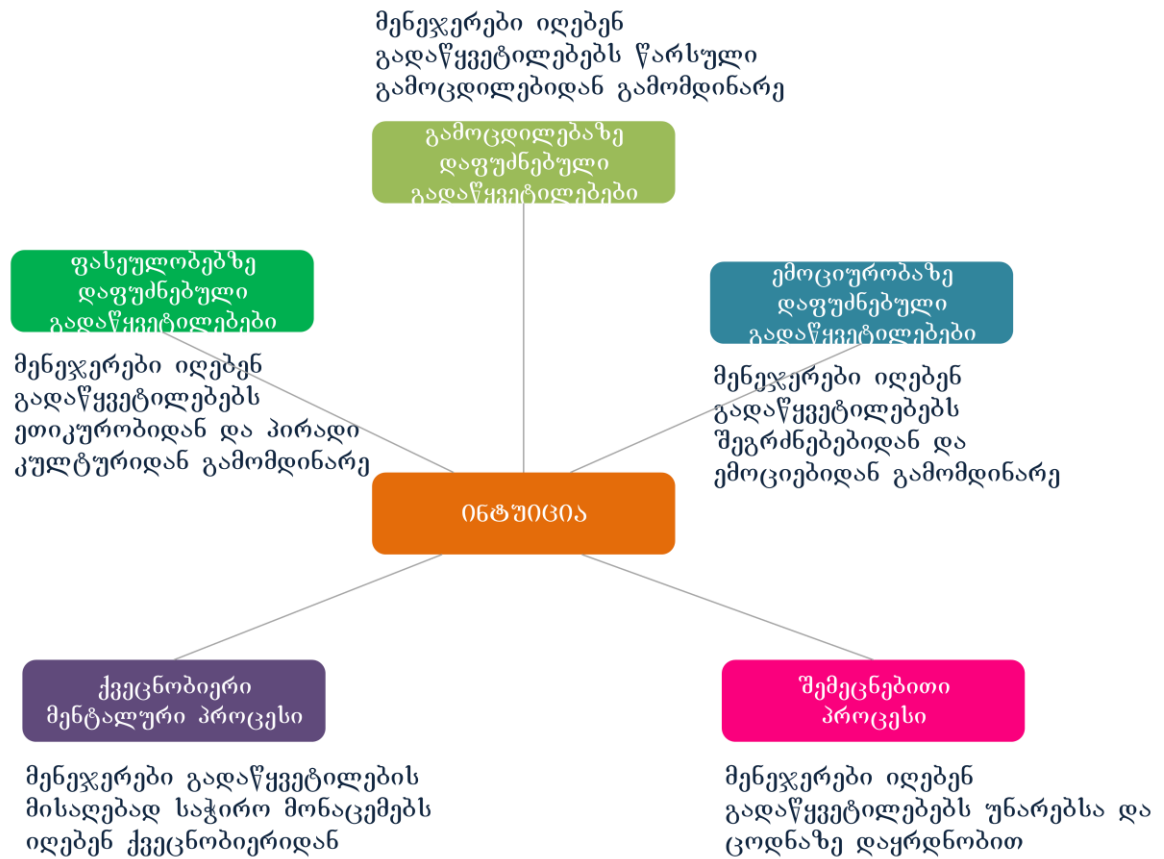 მენეჯერები იღებენ
გადაწყვეტილებებს წარსული
გამოცდილებიდან გამომდინარე
გამოცდილებაზე
დაფუძნებული
გადაწყვეტილებები
ფასეულობებზე
დაფუძნებული
გადაწყვეტილებები
მენეჯერები იღებენ
გადაწყვეტილებებს
ეთიკურობიდან და პირადი
კულტურიდან გამომდინარე
ემოციურობაზე
დაფუძნებული
გადაწყვეტილებები
მენეჯერები იღებენ
გადაწყვეტილებებს
შეგრძნებებიდან და
ემოციებიდან გამომდინარე
ინტუიცია
ქვეცნობიერი
მენტალური პროცესი
მენეჯერები გადაწყვეტილების
მისაღებად საჭირო მონაცემებს
იღებენ ქვეცნობიერიდან
შემეცნებითი
პროცესი
მენეჯერები იღებენ
გადაწყვეტილებებს უნარებსა და
ცოდნაზე დაყრდნობით